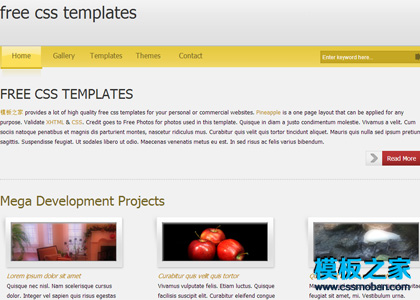 free css templates
Home Gallery Templates Themes Contact Enter keyword here...
FREE CSS TEMPLATES
模板之家 provides a lot of high quality free css templates for your personal or commercial websites. Pineapple is a one page layout that can be applied for any
purpose. Validate XHTML & CSS. Credit goes to Free Photos for photos used in this template. Quisque in diam a justo condimentum molestie. Vivamus a velit. Cum
sociis natoque penatibus et magnis dis parturient montes, nascetur ridiculus mus. Curabitur quis velit quis tortor tincidunt aliquet. Mauris quis nulla sed ipsum pretium
sagittis. Suspendisse feugiat. Ut sodales libero ut odio. Maecenas venenatis metus eu est. In sed risus ac felis varius bibendum.
Read More
Mega Development Projects
Lorem ipsum dolor sit amet
Quisque nec nisl. Nam scelerisque cursus
dolor. Integer vel sapien quis risus egestas
Curabitur quis velit quis tortor
Vivamus vulputate felis. Etiam luctus. Quisque
facilisis suscipit elit. Curabitur eleifend congue
模板之家
www.cssmoban.com